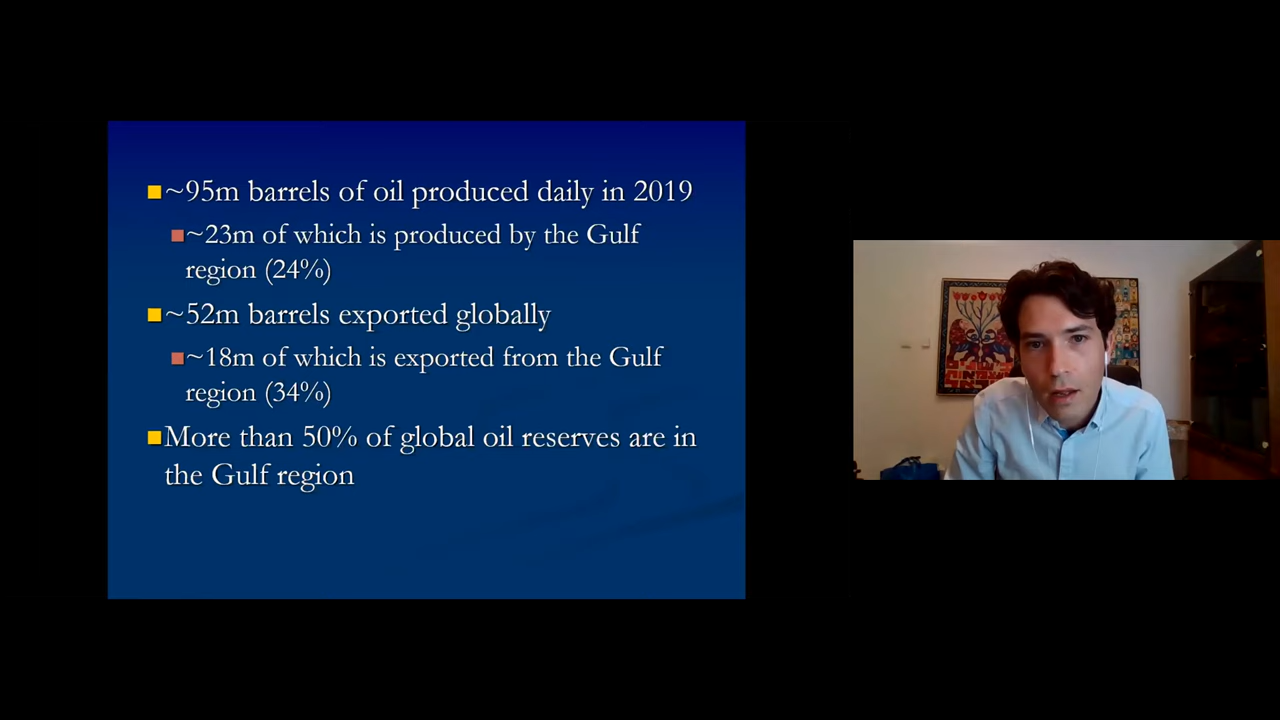 ~95m barrels of oil produced daily in 2019
~23m of which is produced by the Gulf
region (24%)
~52m barrels exported globally
~18m of which is exported from the Gulf
region (34%)
More than 50% of global oil reserves are in
the Gulf region